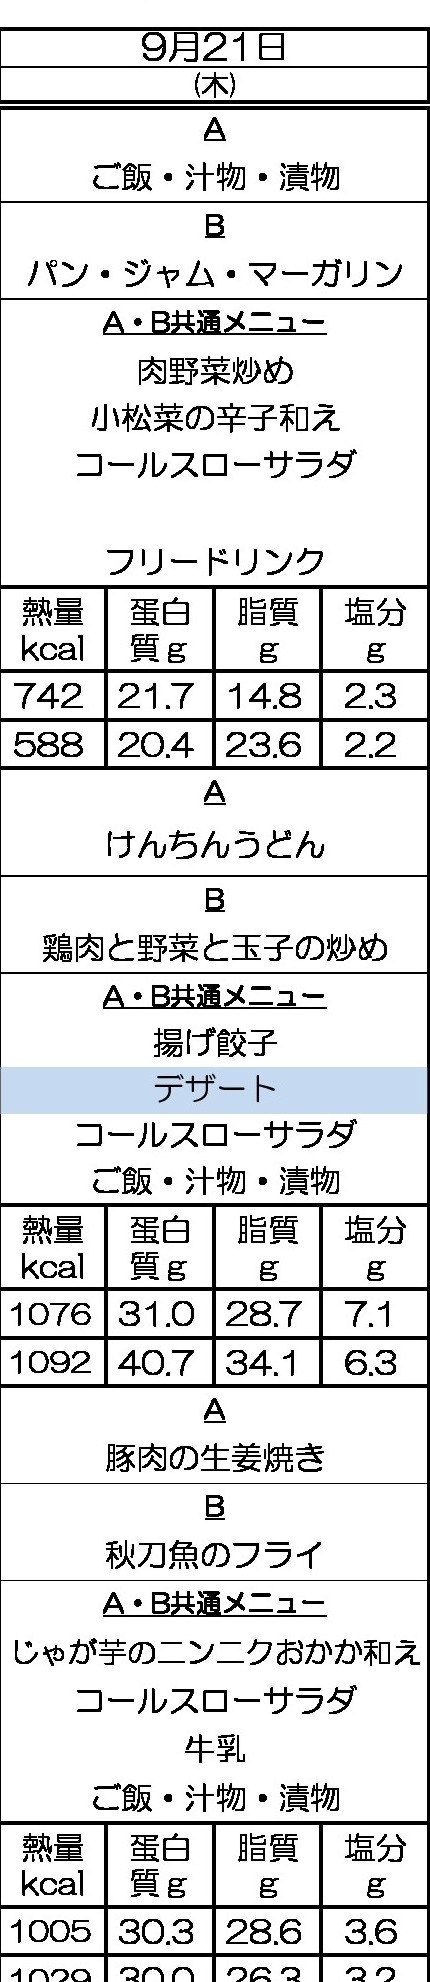 9月21日
(木)
A
ご飯・汁物・漬物
B
パン・ジャム・マーガリン
A・B共通メニュー
肉野菜炒め
小松菜の辛子和え
コールスローサラダ
フリードリンク
熱量 蛋白 脂質 塩分
kcal 質g g g
742 21.7 14.8 2.3
588 20.4 23.6 2.2
A
けんちんうどん
B
鶏肉と野菜と玉子の炒め
A・B共通メニュー
揚げ餃子
デザート
コールスローサラダ
ご飯・汁物・漬物
熱量 蛋白 脂質 塩分
kcal 質g g g
1076 31.0 28.7 7.1
1092 40.7 34.1 6.3
A
豚肉の生姜焼き
B
秋刀魚のフライ
A・B共通メニュー
じゃが芋のニンニクおかか和え
コールスローサラダ
牛乳
ご飯・汁物・漬物
熱量 蛋白 脂質 塩分
kcal 質g g g
1005 30.3 28.6 3.6
1029 30.0 26.3 3.2